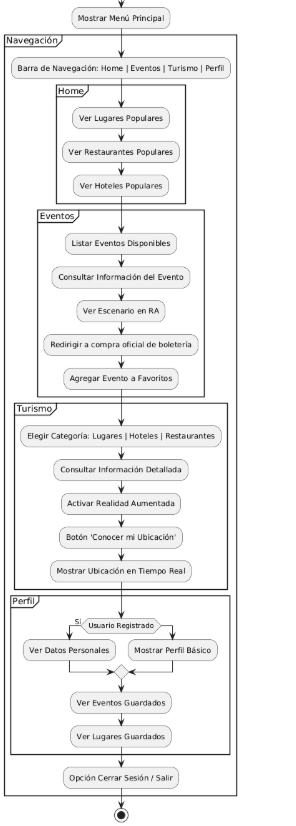 Mostrar Menú Principal
Navegación
Barra de Navegación: Home | Eventos | Turismo | Perfil
Home
Ver Lugares Populares
Ver Restaurantes Populares
Ver Hoteles Populares
Eventos
Listar Eventos Disponibles
Consultar Información del Evento
Ver Escenario en RA
Redirigir a compra oficial de boletería
Agregar Evento a Favoritos
Turismo
Elegir Categoría: Lugares | Hoteles | Restaurantes
Consultar Información Detallada
Activar Realidad Aumentada
Botón 'Conocer mi Ubicación'
Mostrar Ubicación en Tiempo Real
Perfil
Sí
Usuario Registrado
Ver Datos Personales
Mostrar Perfil Básico
Ver Eventos Guardados
Ver Lugares Guardados
Opción Cerrar Sesión / Salir